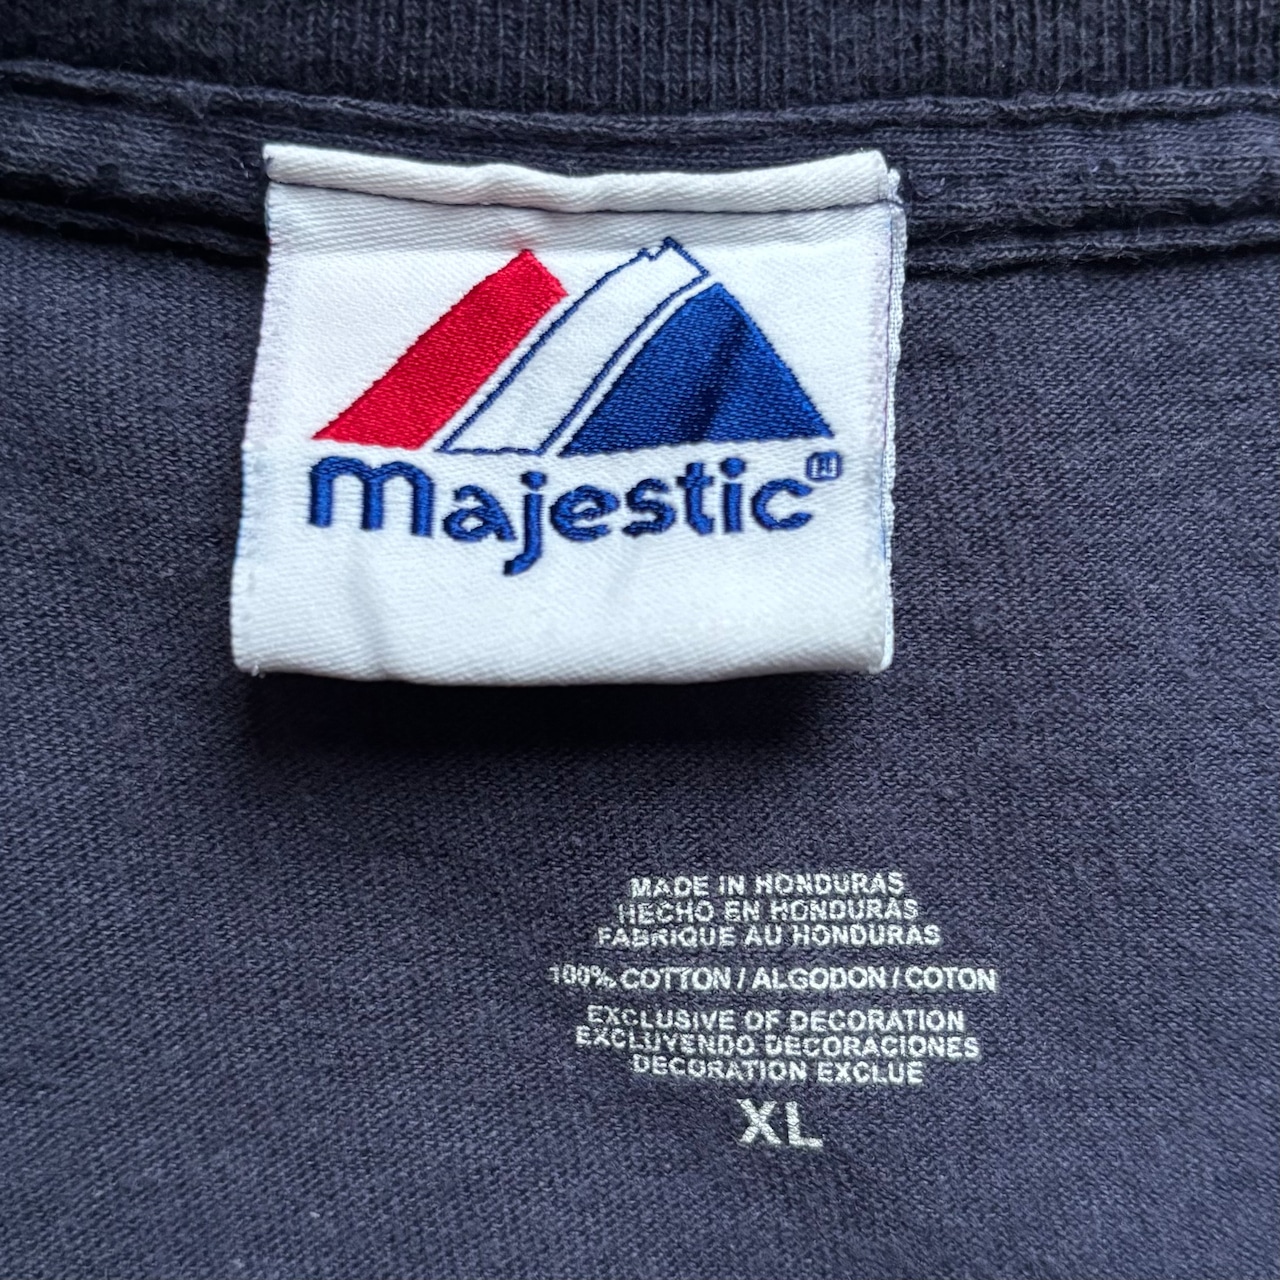 majestic®
MADE IN HONDURAS
HECHO EN HONDURAS
FABRIQUE AU HONDURAS
100% COTTON / ALGODON / COTON
EXCLUSIVE OF DECORATION
EXCLUYENDO DECORACIONES
DECORATION EXCLUE
XL